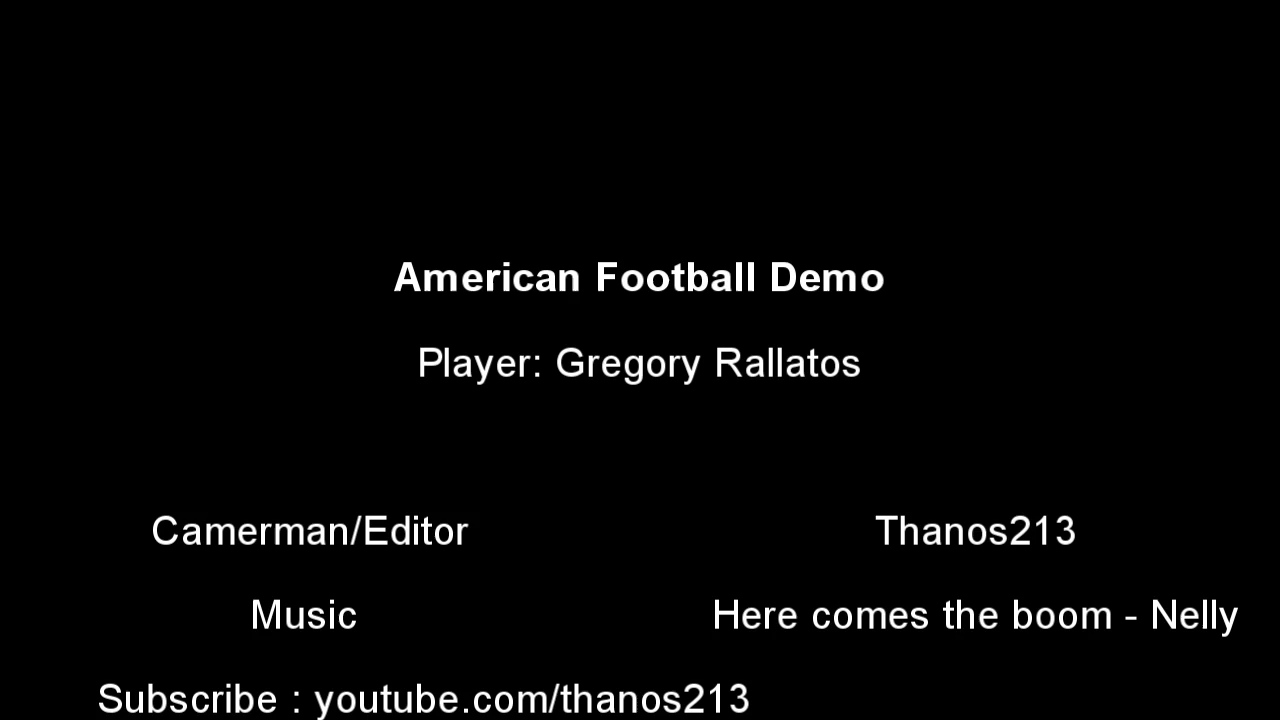 American Football Demo
Player: Gregory Rallatos
Camerman/Editor Thanos213
Music Here comes the boom - Nelly
Subscribe : youtube.com/thanos213